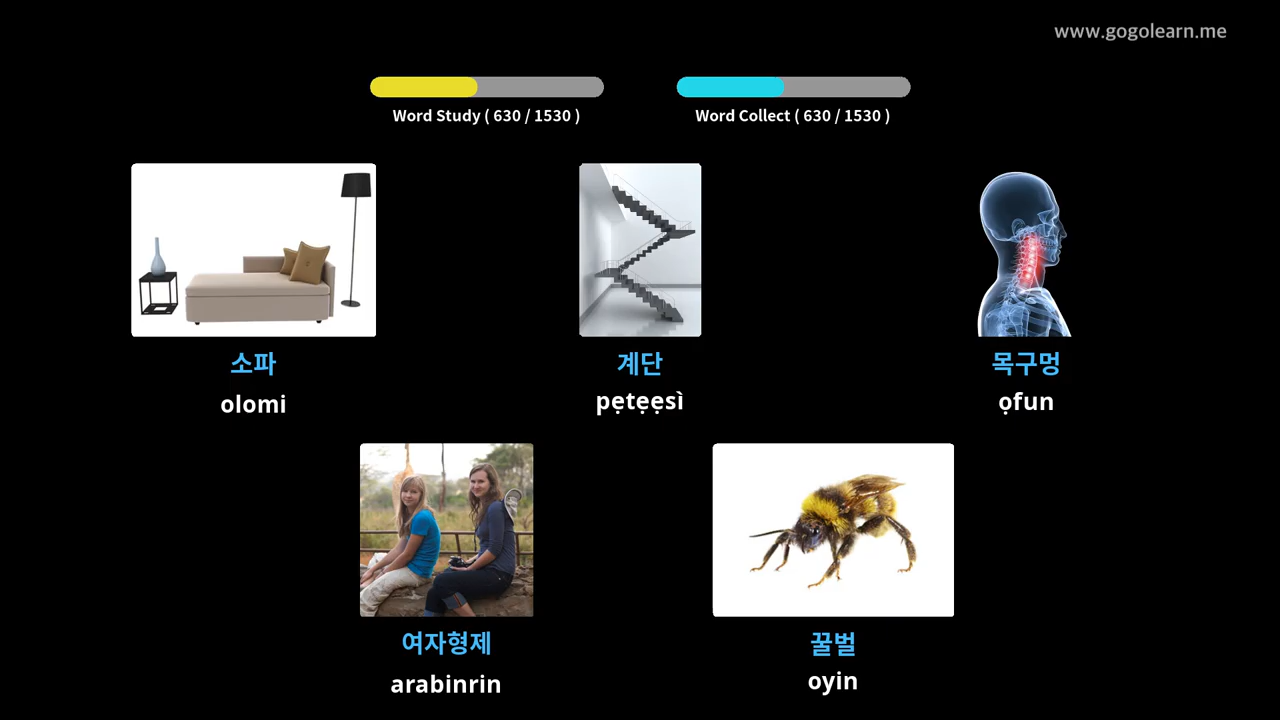 www.gogolearn.me
Word Study ( 630 / 1530 )
Word Collect ( 630 / 1530 )
소파
olomi
계단
pẹtẹẹsì
목구멍
ọfun
여자형제
arabinrin
꿀벌
oyin